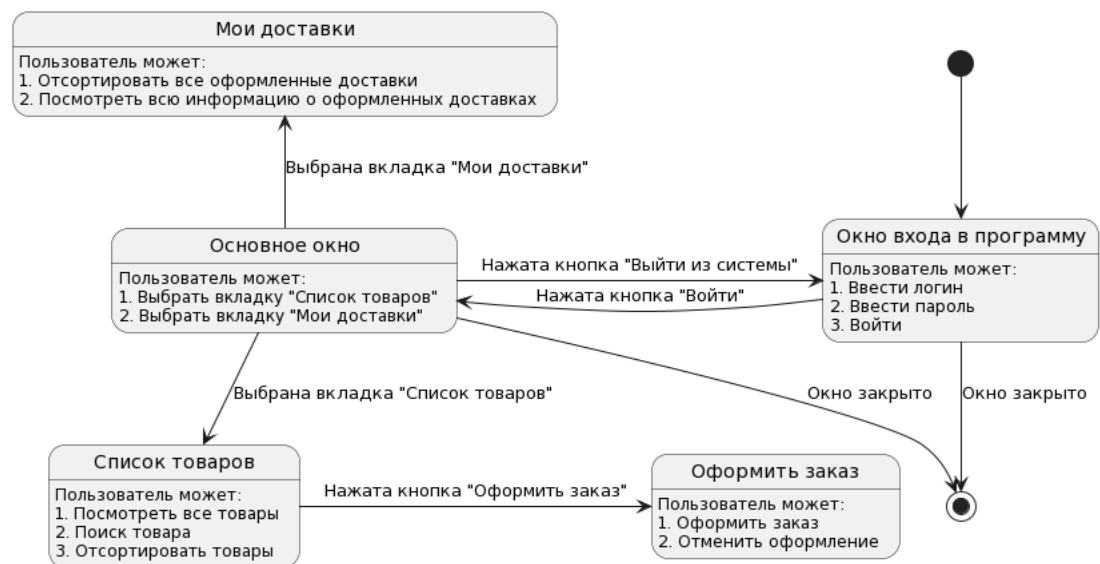 Мои доставки
Пользователь может:
1. Отсортировать все оформленные доставки
2. Посмотреть всю информацию о оформленных доставках
Выбрана вкладка "Мои доставки"
Основное окно
Пользователь может:
1. Выбрать вкладку "Список товаров"
2. Выбрать вкладку "Мои доставки"
Нажата кнопка "Выйти из системы"
Нажата кнопка "Войти"
Окно входа в программу
Пользователь может:
1. Ввести логин
2. Ввести пароль
3. Войти
Выбрана вкладка "Список товаров"
Окно закрыто
Окно закрыто
Список товаров
Пользователь может:
1. Посмотреть все товары
2. Поиск товара
3. Отсортировать товары
Нажата кнопка "Оформить заказ"
Оформить заказ
Пользователь может:
1. Оформить заказ
2. Отменить оформление